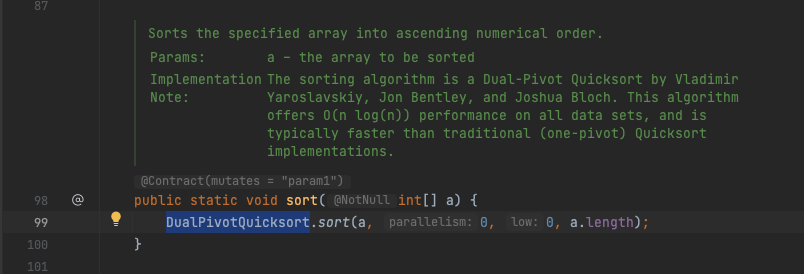 87
Sorts the specified array into ascending numerical order.
Params: a – the array to be sorted
Implementation Note: The sorting algorithm is a Dual-Pivot Quicksort by Vladimir
Yaroslavskiy, Jon Bentley, and Joshua Bloch. This algorithm
offers O(n log(n)) performance on all data sets, and is
typically faster than traditional (one-pivot) Quicksort
implementations.
@Contract(mutates = "param1")
98 @ public static void sort( @NotNull int[] a) {
99 DualPivotQuicksort.sort(a, parallelism: 0, low: 0, a.length);
100 }
101